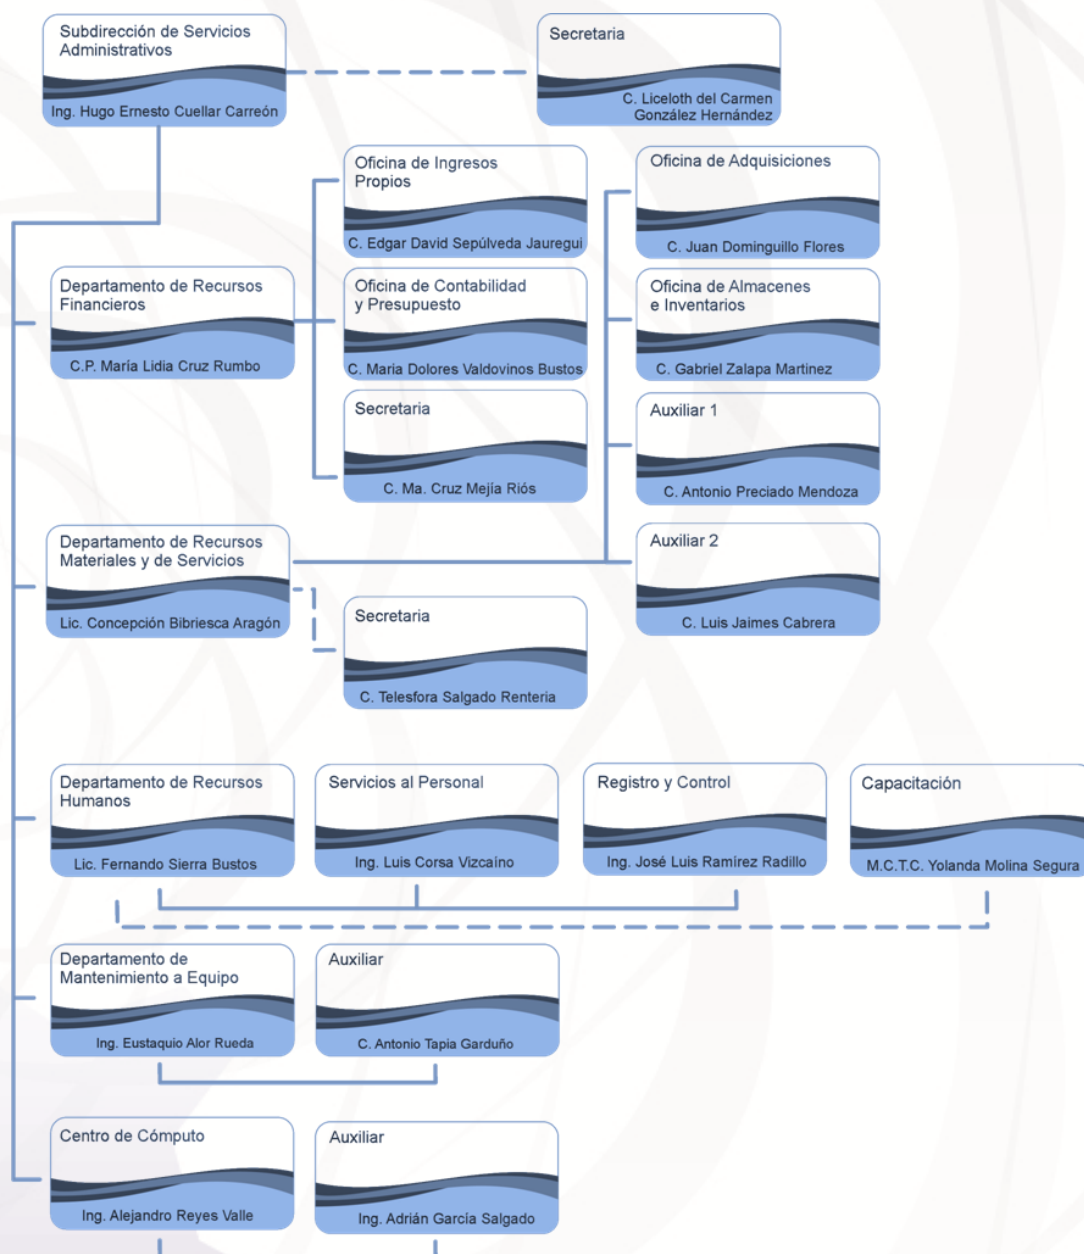 Subdirección de Servicios
Administrativos
Ing. Hugo Ernesto Cuellar Carreón
Secretaria
C. Liceloth del Carmen
González Hernández
Oficina de Ingresos
Propios
C. Edgar David Sepúlveda Jauregui
Oficina de Adquisiciones
C. Juan Dominguillo Flores
Departamento de Recursos
Financieros
C.P. María Lidia Cruz Rumbo
Oficina de Contabilidad
y Presupuesto
C. Maria Dolores Valdovinos Bustos
Oficina de Almacenes
e Inventarios
C. Gabriel Zalapa Martinez
Secretaria
C. Ma. Cruz Mejía Riós
Auxiliar 1
C. Antonio Preciado Mendoza
Departamento de Recursos
Materiales y de Servicios
Lic. Concepción Bibriesca Aragón
Auxiliar 2
C. Luis Jaimes Cabrera
Secretaria
C. Telesfora Salgado Renteria
Departamento de Recursos
Humanos
Lic. Fernando Sierra Bustos
Servicios al Personal
Ing. Luis Corsa Vizcaíno
Registro y Control
Ing. José Luis Ramirez Radillo
Capacitación
M.C.T.C. Yolanda Molina Segura
Departamento de
Mantenimiento a Equipo
Ing. Eustaquio Alor Rueda
Auxiliar
C. Antonio Tapia Garduño
Centro de Cómputo
Ing. Alejandro Reyes Valle
Auxiliar
Ing. Adrián García Salgado